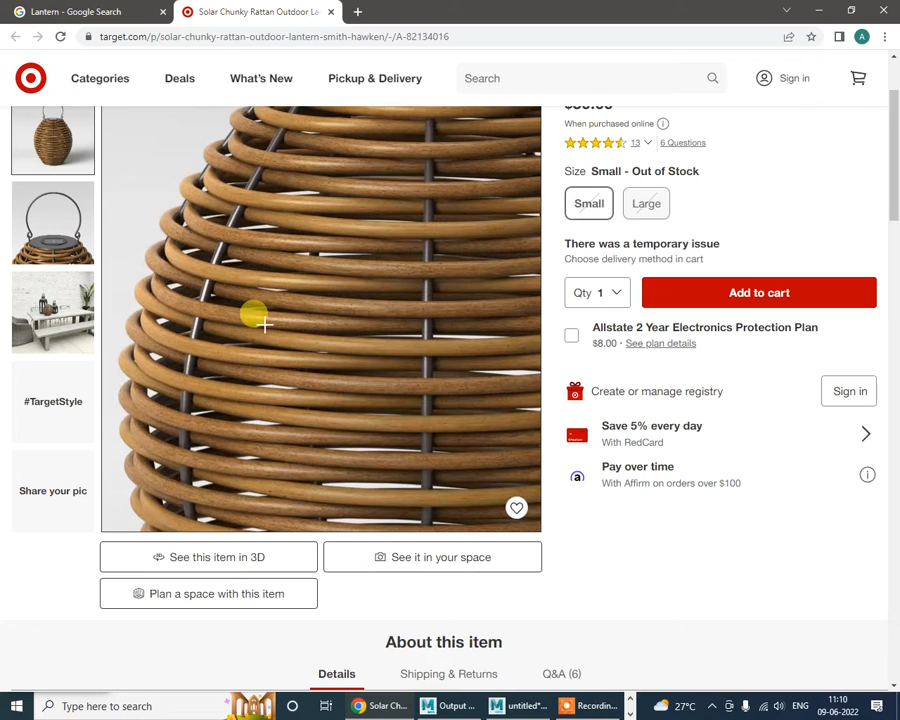 Lantern - Google Search
Solar Chunky Rattan Outdoor La
target.com/p/solar-chunky-rattan-outdoor-lantern-smith-hawken/-/A-82134016
A
Categories
Deals
What's New
Pickup & Delivery
Search
Sign in
When purchased online
13
6 Questions
Size Small - Out of Stock
Small
Large
There was a temporary issue
Choose delivery method in cart
Qty 1
Add to cart
Allstate 2 Year Electronics Protection Plan
$8.00 · See plan details
Create or manage registry
Sign in
Save 5% every day
With RedCard
Pay over time
With Affirm on orders over $100
#TargetStyle
Share your pic
See this item in 3D
See it in your space
Plan a space with this item
About this item
Details
Shipping & Returns
Q&A (6)
Type here to search
Solar Ch...
Output ...
untitled*...
Recordin...
27°C
ENG
11:10
09-06-2022